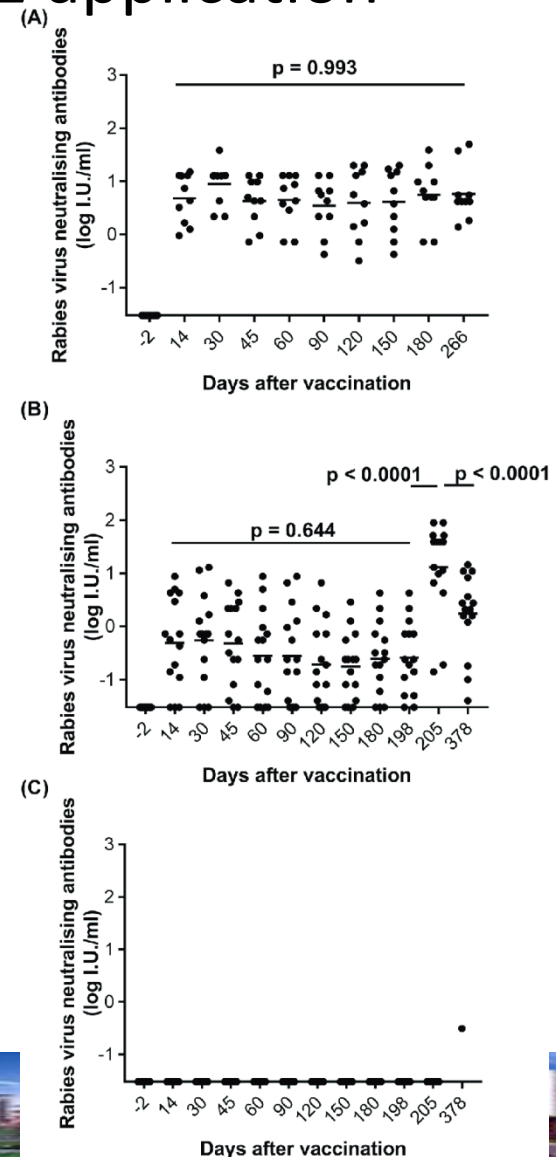 application
(A)
p = 0.993
Rabies virus neutralising antibodies
(log I.U./ml)
3
2
1
0
-1
-2 14 30 45 60 90 120 150 180 266
Days after vaccination
(B)
p < 0.0001 p < 0.0001
p = 0.644
Rabies virus neutralising antibodies
(log I.U./ml)
3
2
1
0
-1
-2 14 30 45 60 90 120 150 180 198 205 378
Days after vaccination
(C)
Rabies virus neutralising antibodies
(log I.U./ml)
3
2
1
0
-1
-2 14 30 45 60 90 120 150 180 198 205 378
Days after vaccination